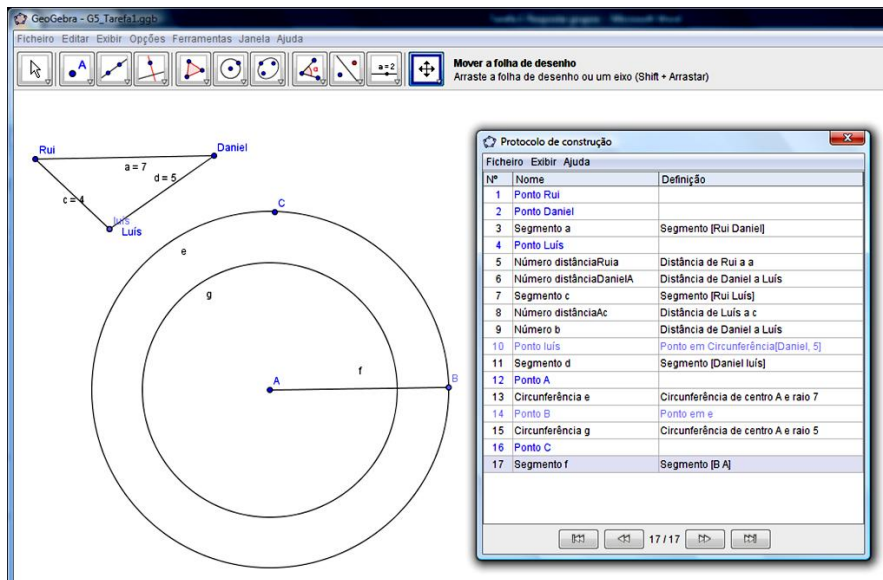 GeoGebra - G5_Tarefa1.ggb
Ficheiro Editar Exibir Opções Ferramentas Janela Ajuda
A
a=2
Mover a folha de desenho
Arraste a folha de desenho ou um eixo (Shift + Arrastar)
Rui
Daniel
a = 7
d = 5
c = 4
luís
Luís
C
e
g
f
A
B
Protocolo de construção
Ficheiro Exibir Ajuda
Nº Nome Definição
1 Ponto Rui
2 Ponto Daniel
3 Segmento a Segmento [Rui Daniel]
4 Ponto Luís
5 Número distânciaRuia Distância de Rui a a
6 Número distânciaDanielA Distância de Daniel a Luís
7 Segmento c Segmento [Rui Luís]
8 Número distânciaAc Distância de Luís a c
9 Número b Distância de Daniel a Luís
10 Ponto luís Ponto em Circunferência[Daniel, 5]
11 Segmento d Segmento [Daniel luís]
12 Ponto A
13 Circunferência e Circunferência de centro A e raio 7
14 Ponto B Ponto em e
15 Circunferência g Circunferência de centro A e raio 5
16 Ponto C
17 Segmento f Segmento [B A]
17 / 17